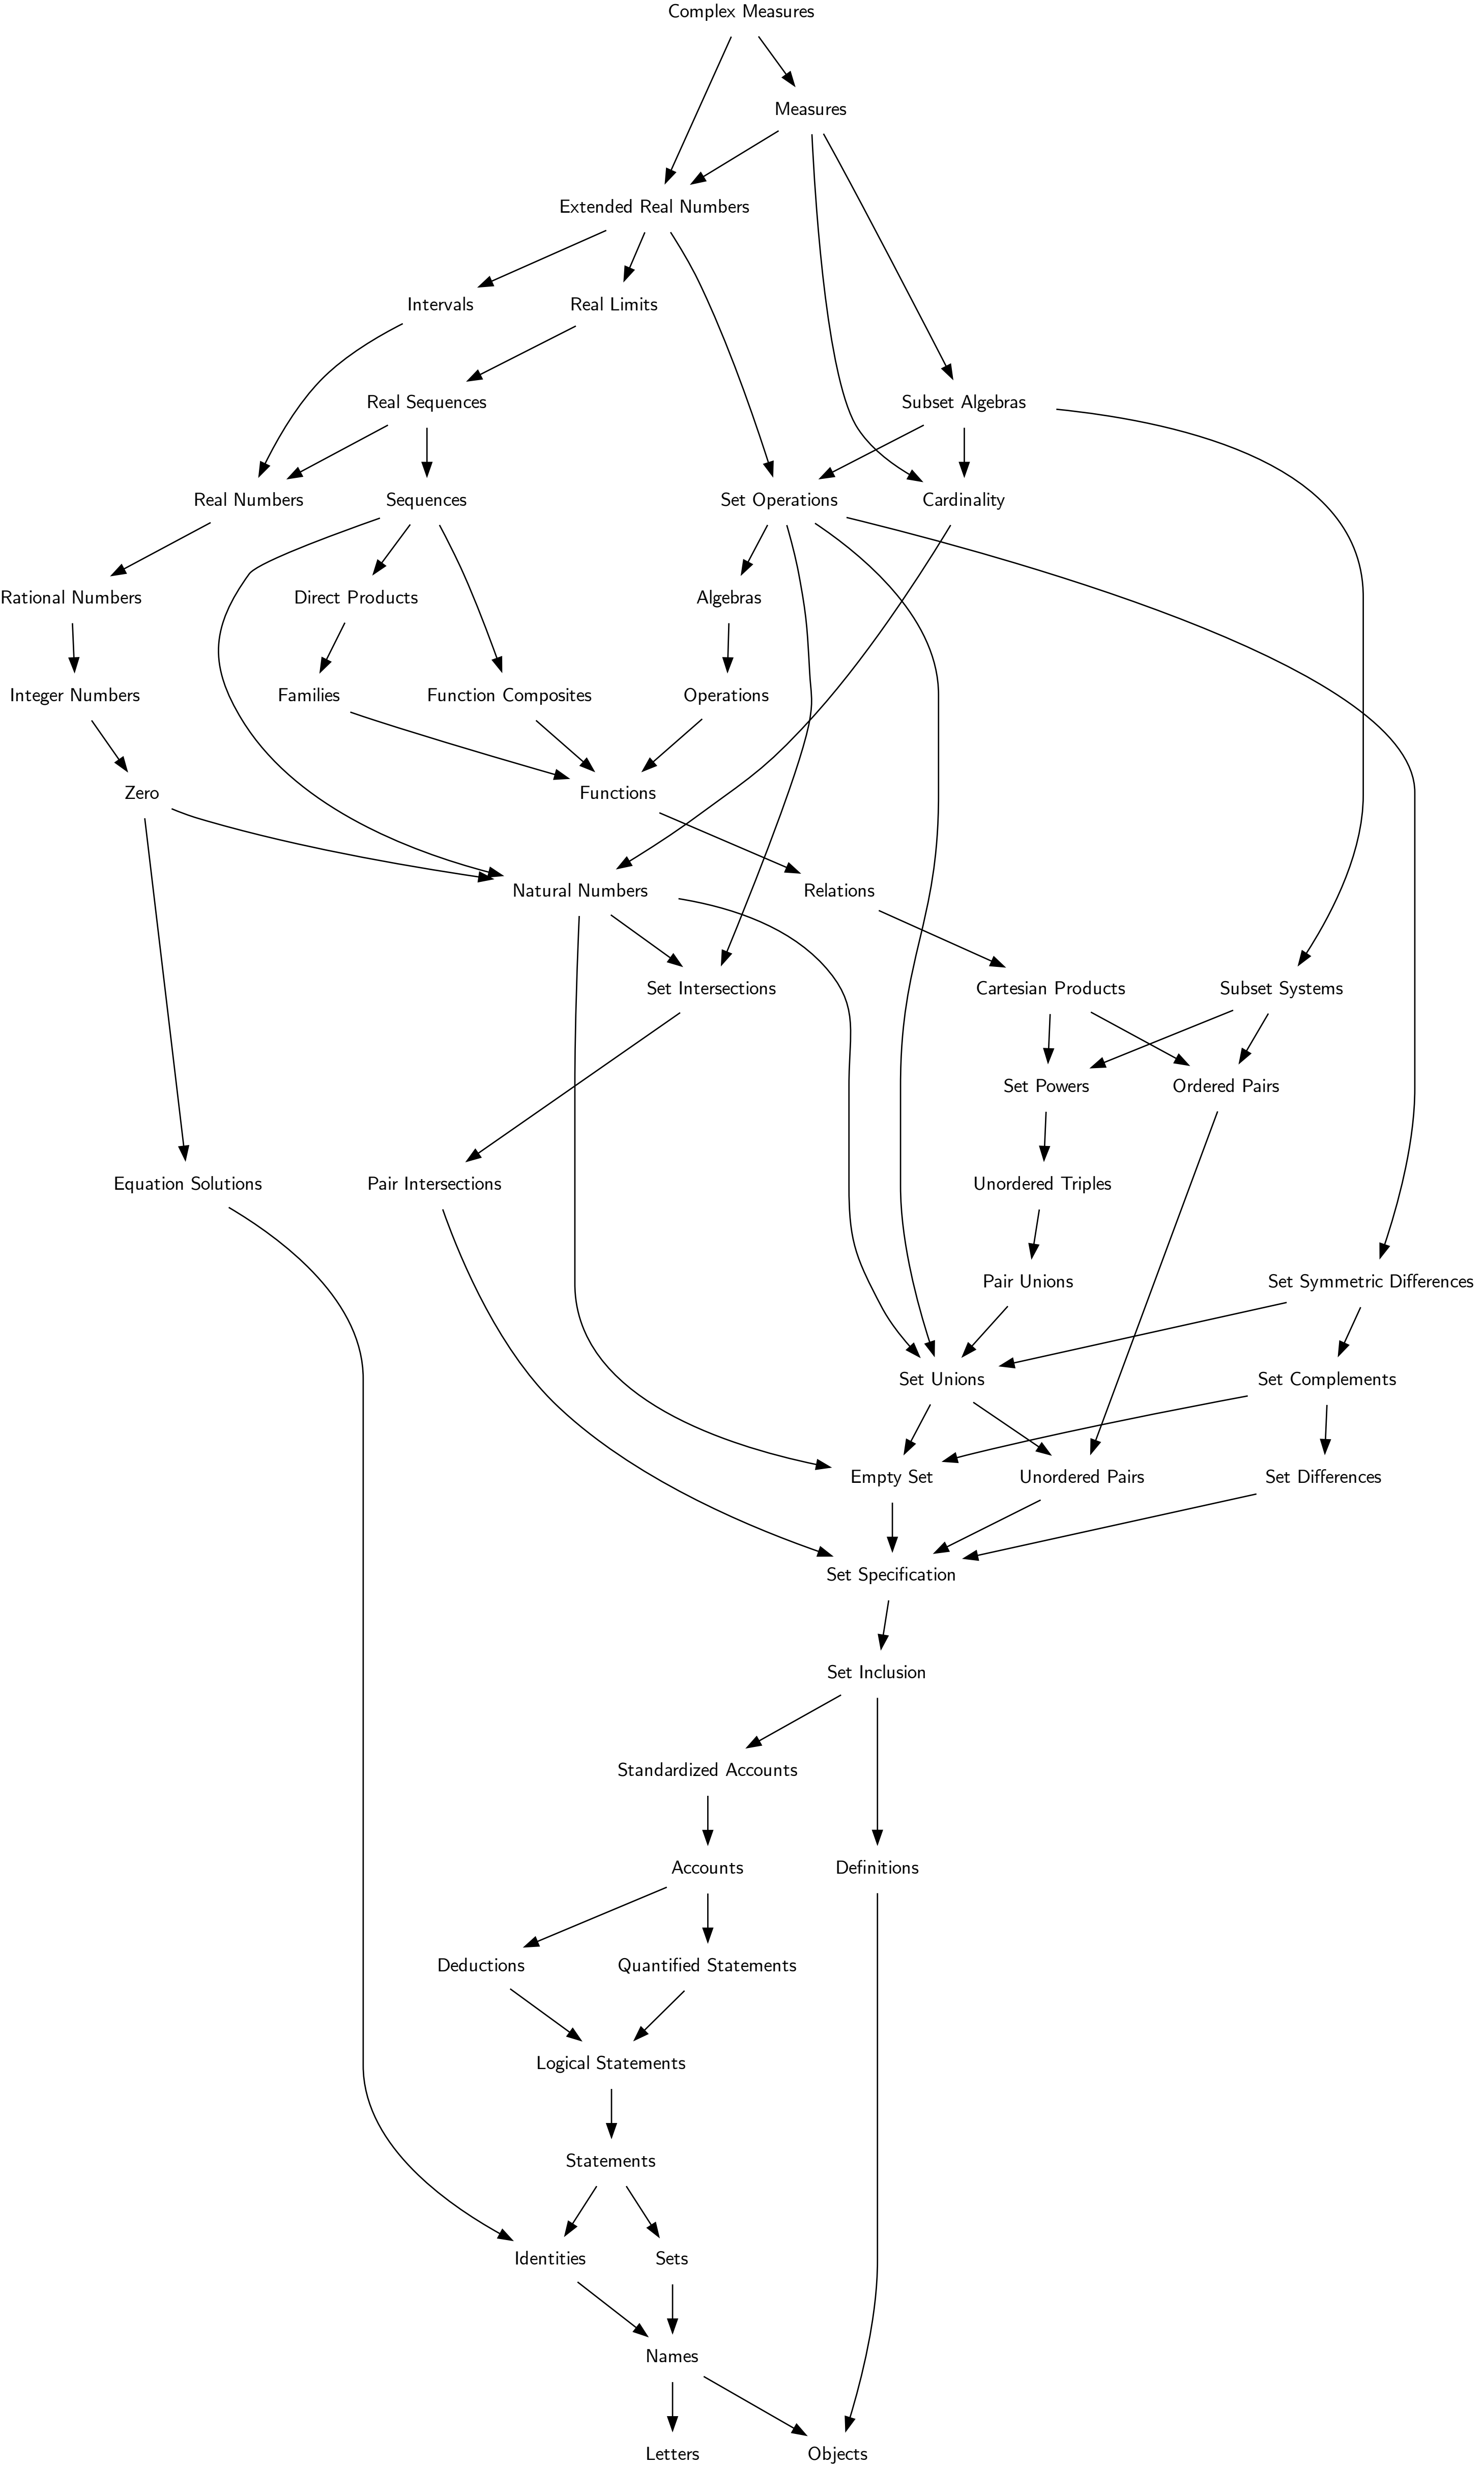 Complex Measures
Measures
Extended Real Numbers
Intervals
Real Limits
Real Sequences
Subset Algebras
Real Numbers
Sequences
Set Operations
Cardinality
Rational Numbers
Direct Products
Algebras
Integer Numbers
Families
Function Composites
Operations
Zero
Functions
Natural Numbers
Relations
Set Intersections
Cartesian Products
Subset Systems
Set Powers
Ordered Pairs
Equation Solutions
Pair Intersections
Unordered Triples
Pair Unions
Set Symmetric Differences
Set Unions
Set Complements
Empty Set
Unordered Pairs
Set Differences
Set Specification
Set Inclusion
Standardized Accounts
Accounts
Definitions
Deductions
Quantified Statements
Logical Statements
Statements
Identities
Sets
Names
Letters
Objects